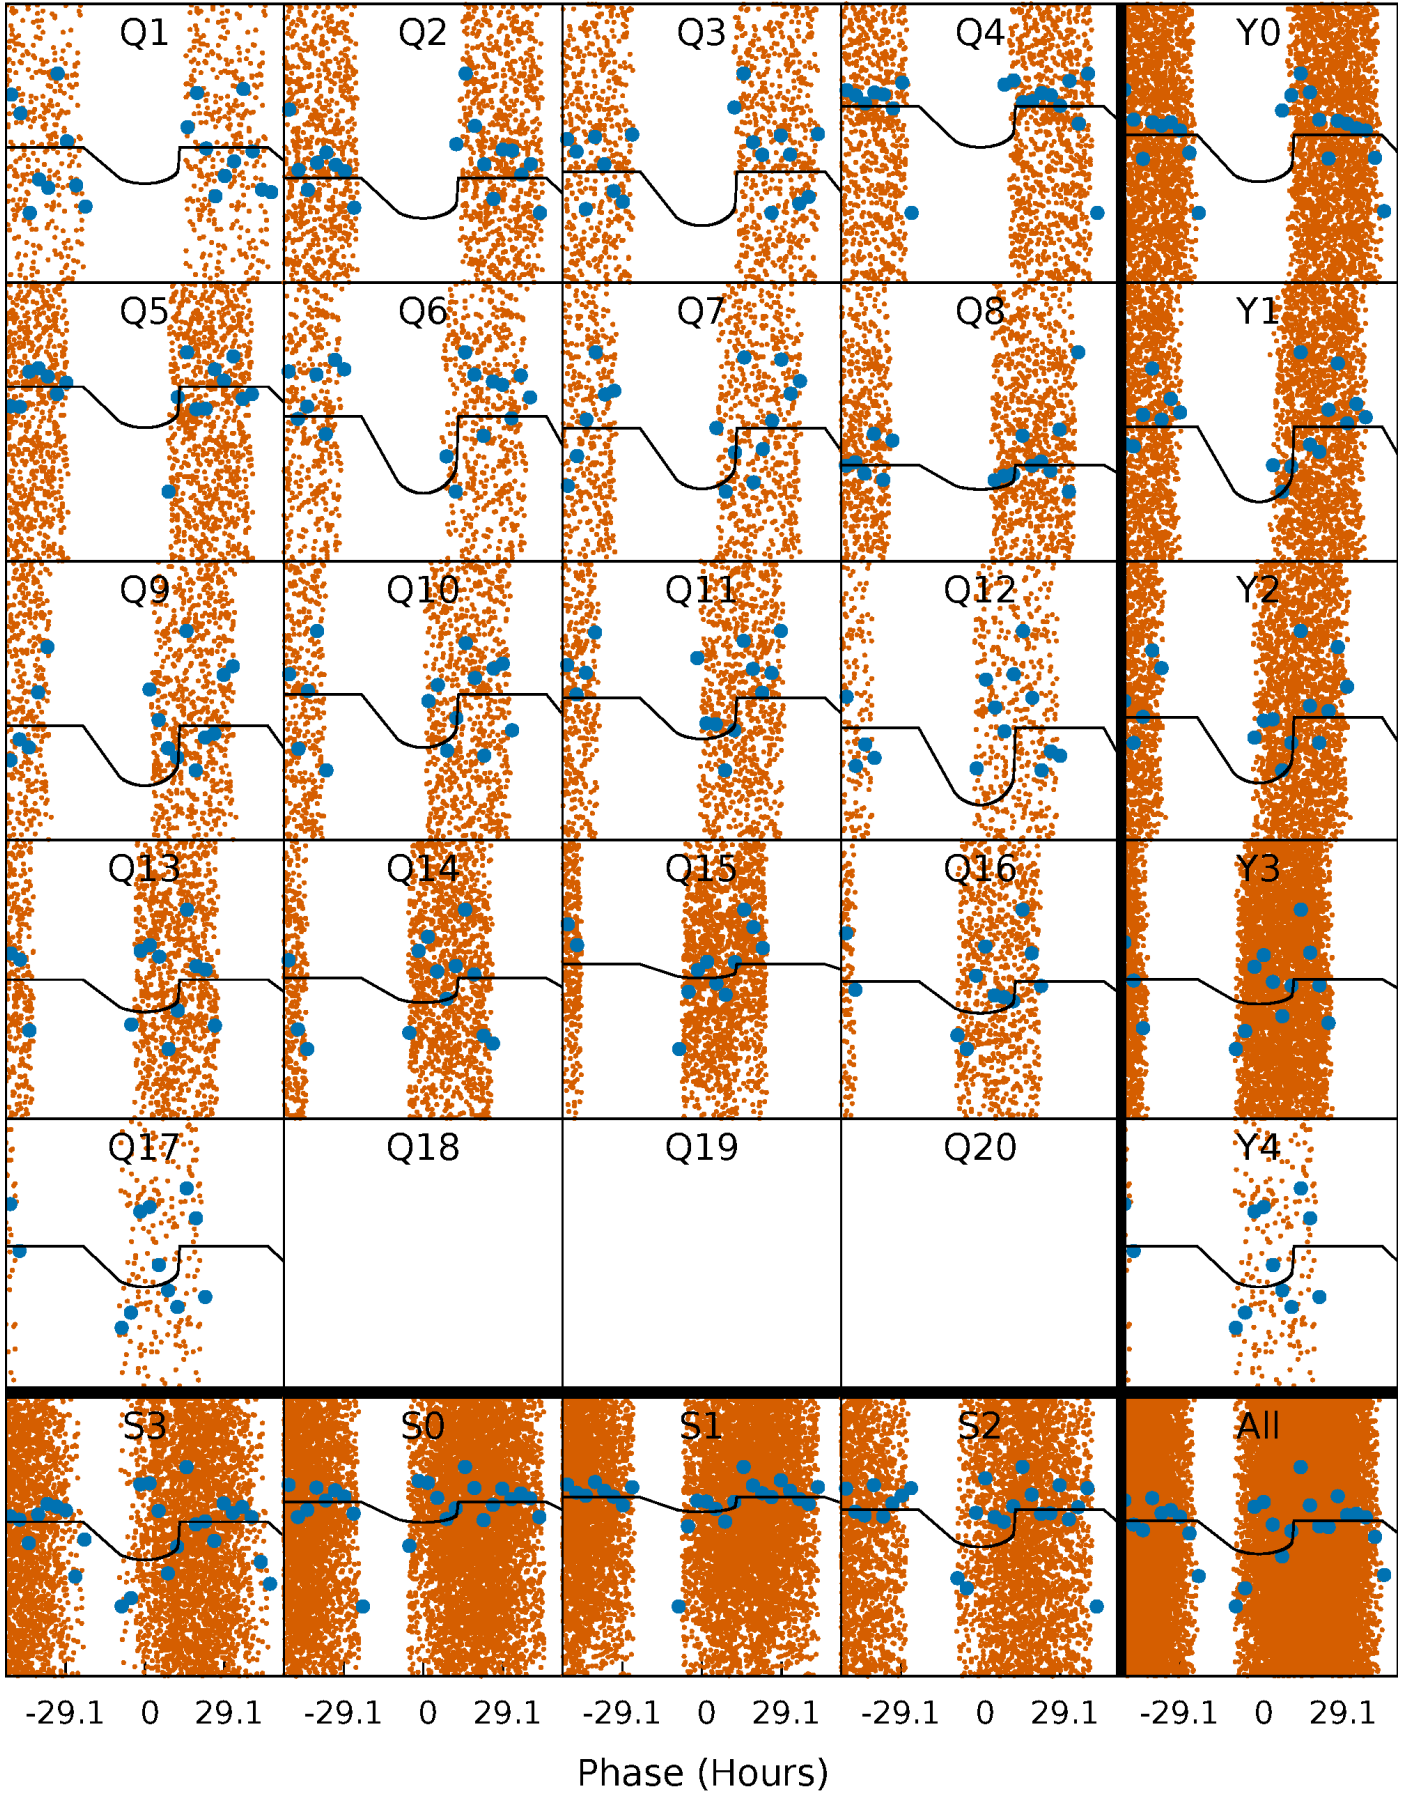 Q1 Q2 Q3 Q4 Y0
Q5 Q6 Q7 Q8 Y1
Q9 Q10 Q11 Q12 Y2
Q13 Q14 Q15 Q16 Y3
Q17 Q18 Q19 Q20 Y4
S3 S0 S1 S2 All
-29.1 0 29.1 -29.1 0 29.1 -29.1 0 29.1 -29.1 0 29.1 -29.1 0 29.1
Phase (Hours)